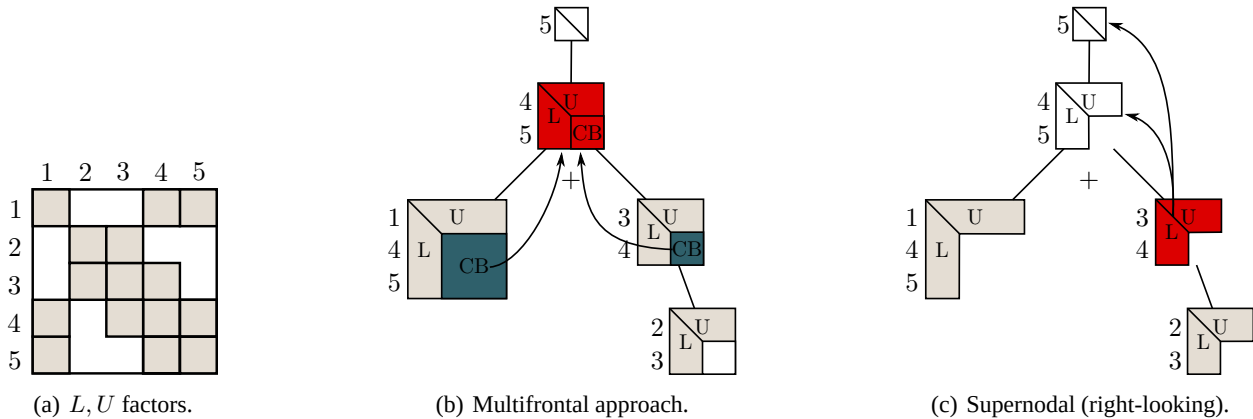 1 2 3 4 5
1
2
3
4
5
(a) L, U factors.
5
4 U
L
5 CB
+
1 U
4 L
CB
5
3 U
L
4 CB
2 U
L
3
(b) Multifrontal approach.
5
4 U
L
5
+
1 U
4 L
5
3 U
L
4
2 U
L
3
(c) Supernodal (right-looking).